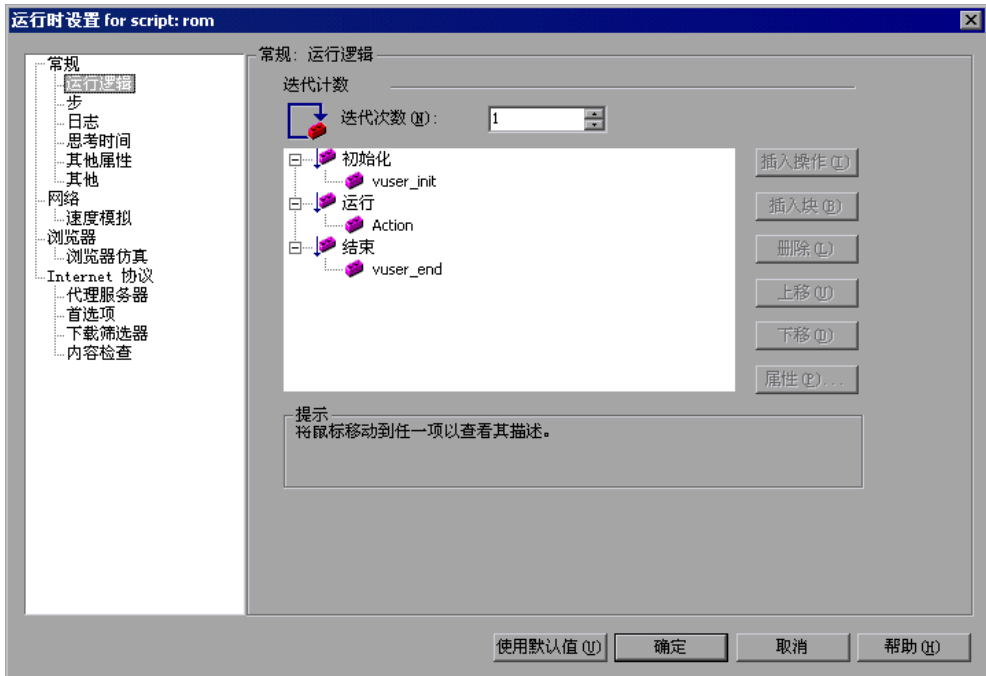 运行时设置 for script: rom
常规
运行逻辑
步
日志
思考时间
其他属性
其他
网络
速度模拟
浏览器
浏览器仿真
Internet 协议
代理服务器
首选项
下载筛选器
内容检查
常规: 运行逻辑
迭代计数
迭代次数(N):
1
初始化
vuser_init
运行
Action
结束
vuser_end
插入操作(I)
插入块(B)
删除(L)
上移(U)
下移(D)
属性(P)...
提示
将鼠标移动到任一项以查看其描述。
使用默认值(U)
确定
取消
帮助(H)